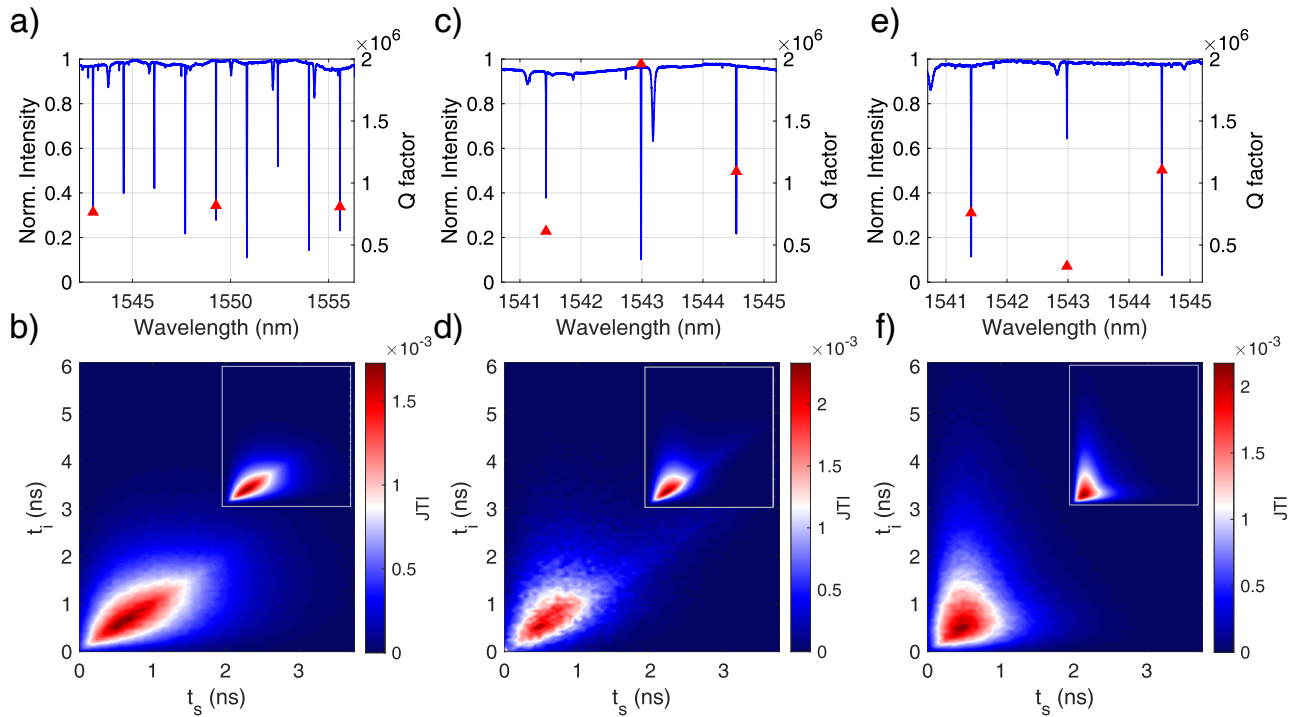 a)
×10⁶
1
2
0.8
1.5
0.6
0.4
1
0.2
0.5
0
Norm. Intensity
Q factor
1545 1550 1555
Wavelength (nm)
c)
×10⁶
1
2
0.8
1.5
0.6
0.4
1
0.2
0.5
0
Norm. Intensity
Q factor
1541 1542 1543 1544 1545
Wavelength (nm)
e)
×10⁶
1
2
0.8
1.5
0.6
0.4
1
0.2
0.5
0
Norm. Intensity
Q factor
1541 1542 1543 1544 1545
Wavelength (nm)
b)
×10⁻³
6
5
4
3
2
1
0
t_i (ns)
0 1 2 3
t_s (ns)
1.5
1
0.5
0
JTI
d)
×10⁻³
6
5
4
3
2
1
0
t_i (ns)
0 1 2 3
t_s (ns)
2
1.5
1
0.5
0
JTI
f)
×10⁻³
6
5
4
3
2
1
0
t_i (ns)
0 1 2 3
t_s (ns)
2
1.5
1
0.5
0
JTI